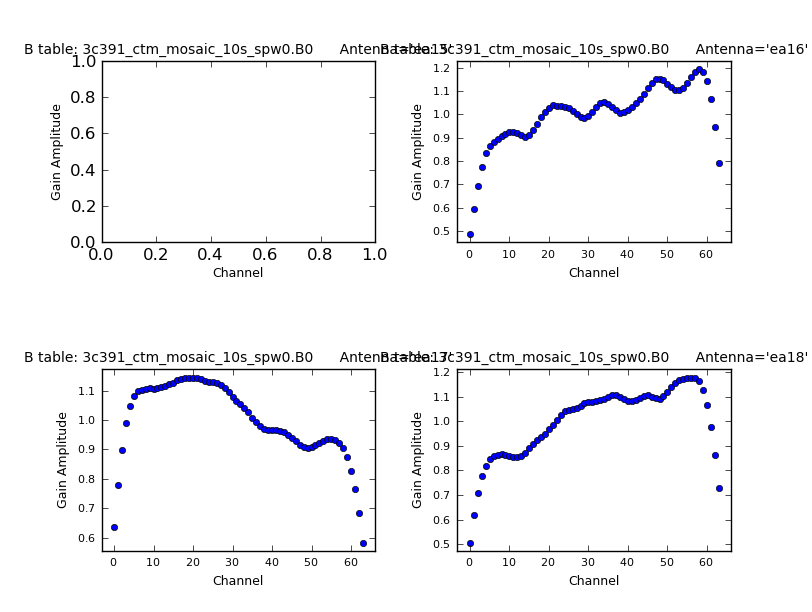 B table: 3c391_ctm_mosaic_10s_spw0.B0 Antenna='ea15'
B table: 3c391_ctm_mosaic_10s_spw0.B0 Antenna='ea16'
1.0
0.8
0.6
0.4
0.2
0.0
Gain Amplitude
0.0 0.2 0.4 0.6 0.8 1.0
Channel
1.2
1.1
1.0
0.9
0.8
0.7
0.6
0.5
Gain Amplitude
0 10 20 30 40 50 60
Channel
B table: 3c391_ctm_mosaic_10s_spw0.B0 Antenna='ea17'
B table: 3c391_ctm_mosaic_10s_spw0.B0 Antenna='ea18'
1.1
1.0
0.9
0.8
0.7
0.6
Gain Amplitude
0 10 20 30 40 50 60
Channel
1.2
1.1
1.0
0.9
0.8
0.7
0.6
0.5
Gain Amplitude
0 10 20 30 40 50 60
Channel